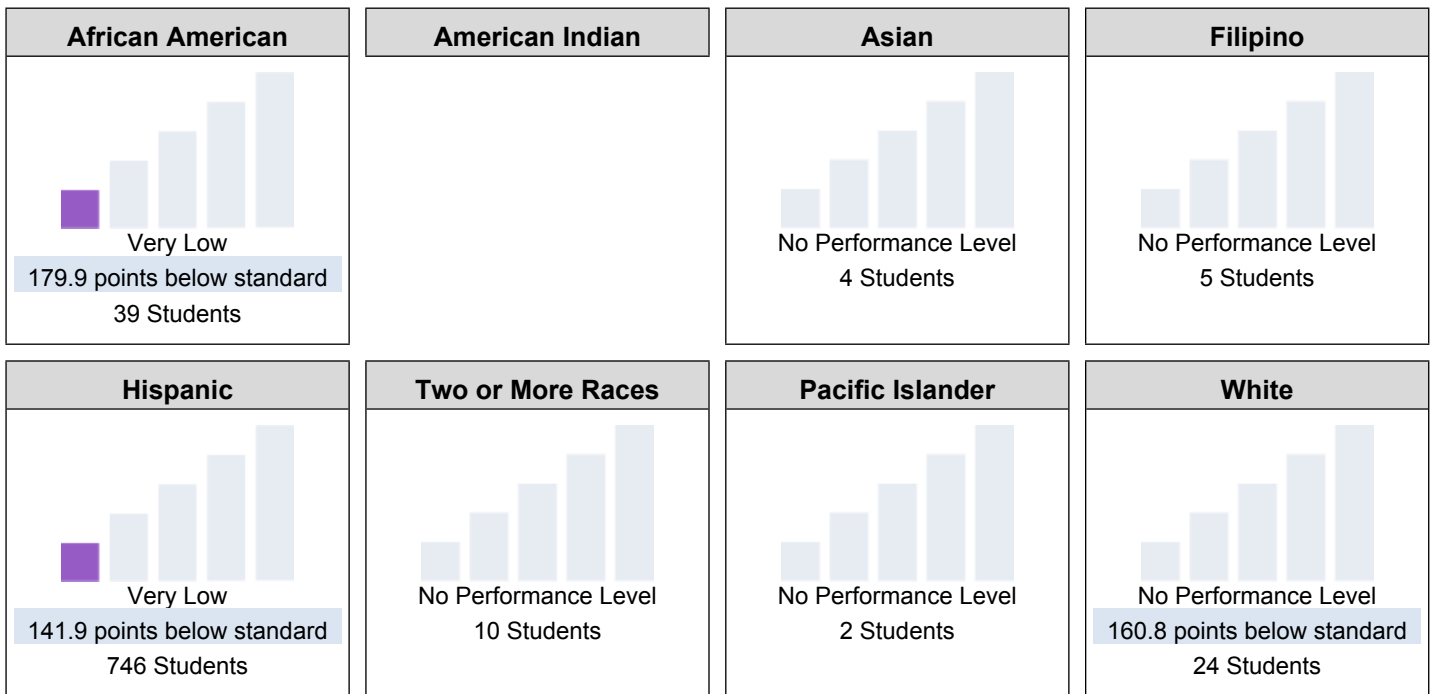 African American
Very Low
179.9 points below standard
39 Students
American Indian
Asian
No Performance Level
4 Students
Filipino
No Performance Level
5 Students
Hispanic
Very Low
141.9 points below standard
746 Students
Two or More Races
No Performance Level
10 Students
Pacific Islander
No Performance Level
2 Students
White
No Performance Level
160.8 points below standard
24 Students